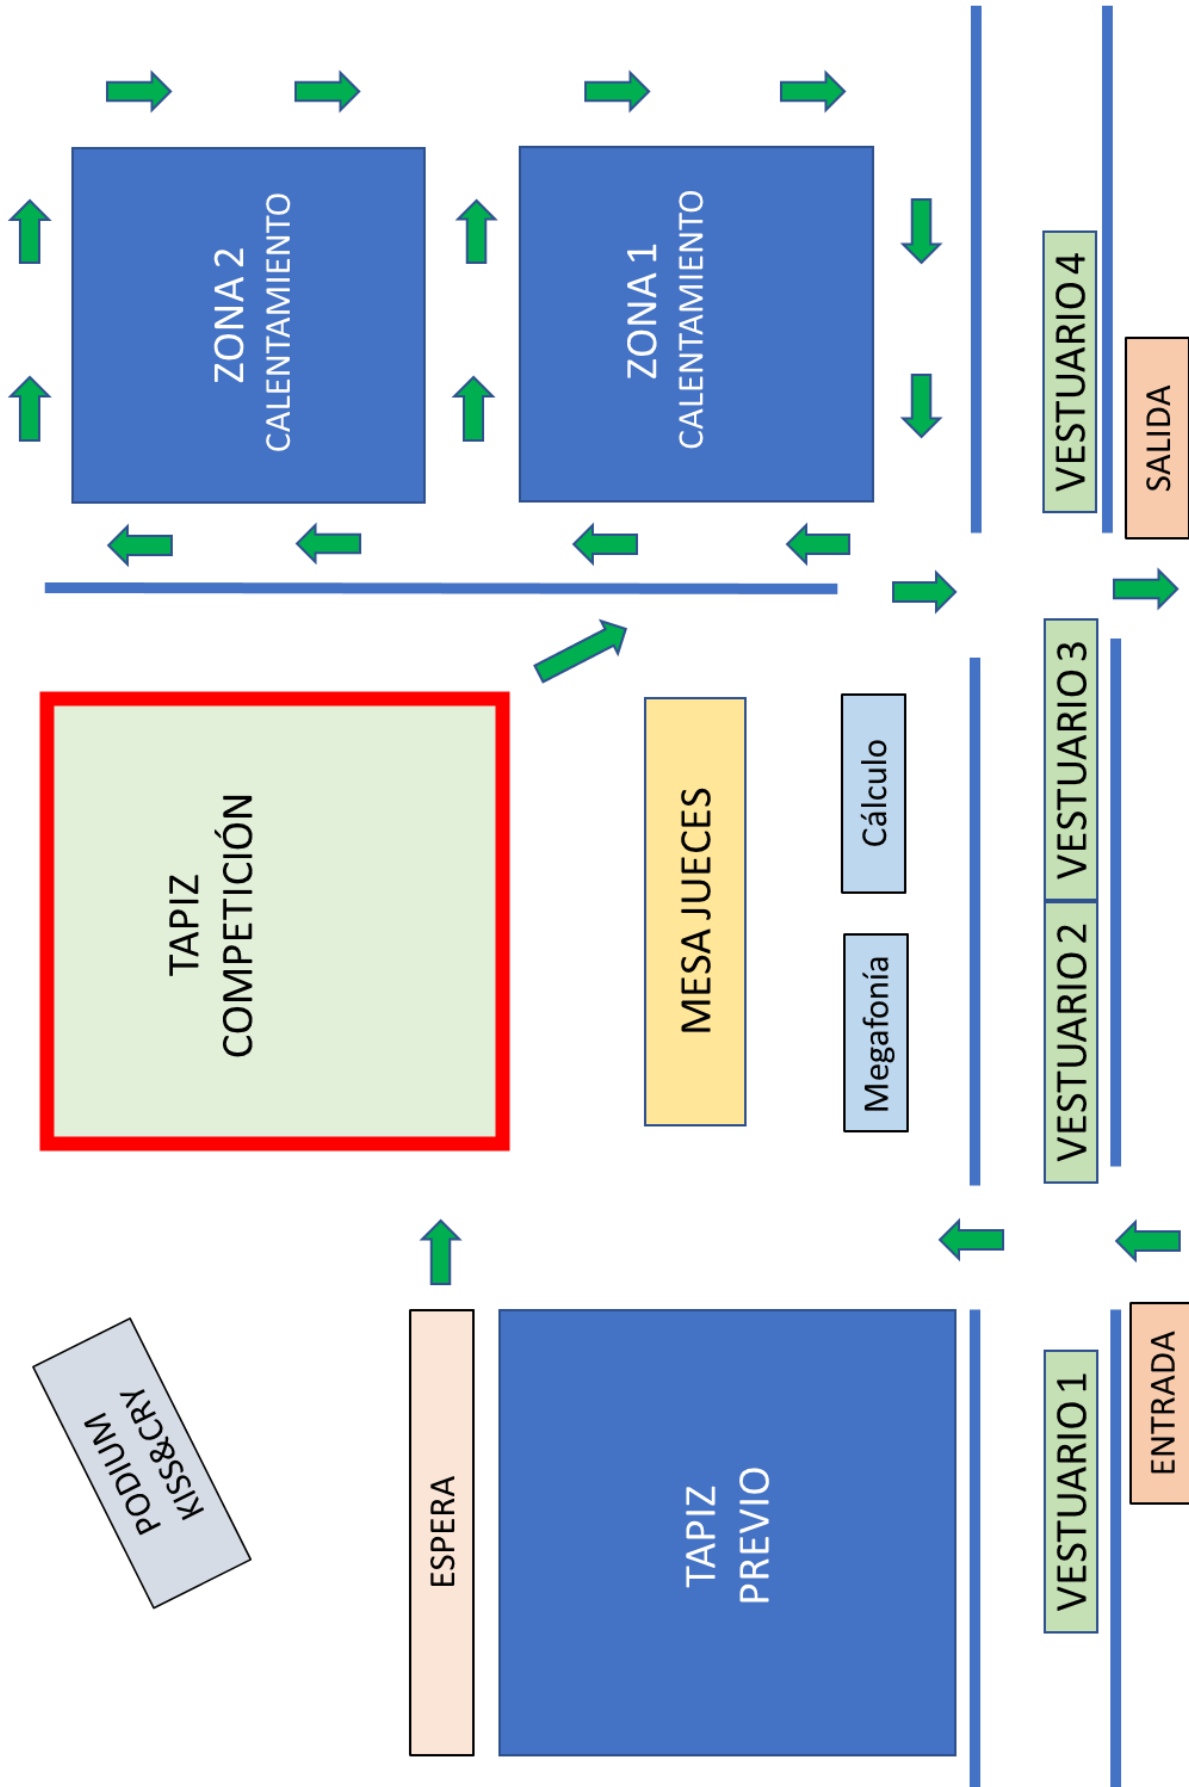 PODIUM
KISS&CRY
TAPIZ
COMPETICIÓN
ZONA 2
CALENTAMIENTO
ESPERA
ZONA 1
CALENTAMIENTO
TAPIZ
PREVIO
MESA JUECES
Megafonía
Cálculo
VESTUARIO 1
VESTUARIO 2
VESTUARIO 3
VESTUARIO 4
ENTRADA
SALIDA